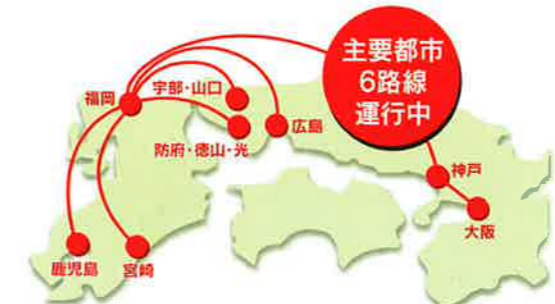 主要都市
6路線
運行中
福岡
宇部・山口
広島
防府・徳山・光
神戸
大阪
鹿児島
宮崎